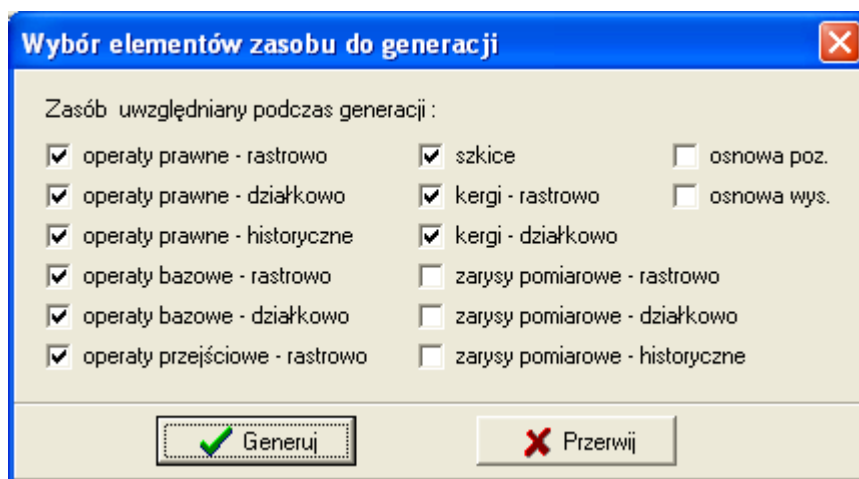 Wybór elementów zasobu do generacji
Zasób uwzględniany podczas generacji :
operaty prawne - rastrowo
operaty prawne - działkowo
operaty prawne - historyczne
operaty bazowe - rastrowo
operaty bazowe - działkowo
operaty przejściowe - rastrowo
szkice
kergi - rastrowo
kergi - działkowo
zarysy pomiarowe - rastrowo
zarysy pomiarowe - działkowo
zarysy pomiarowe - historyczne
osnowa poz.
osnowa wys.
Generuj
Przerwij